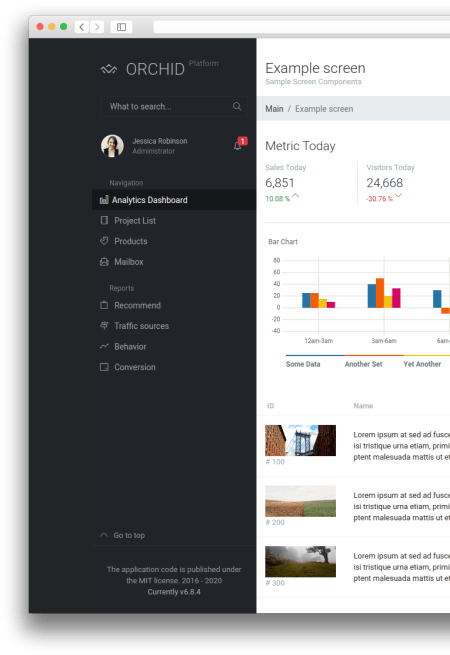 ORCHID Platform
What to search...
Jessica Robinson
Administrator
1
Navigation
Analytics Dashboard
Project List
Products
Mailbox
Reports
Recommend
Traffic sources
Behavior
Conversion
Go to top
The application code is published under
the MIT license. 2016 - 2020
Currently v6.8.4
Example screen
Sample Screen Components
Main / Example screen
Metric Today
Sales Today
Visitors Today
6,851
24,668
10.08 %
-30.76 %
Bar Chart
80
60
40
20
0
-20
-40
12am-3am
3am-6am
6am-
Some Data
Another Set
Yet Another
ID
Name
# 100
Lorem ipsum at sed ad fusce
isi tristique urna etiam, primi
ptent malesuada mattis ut et
# 200
Lorem ipsum at sed ad fusce
isi tristique urna etiam, primi
ptent malesuada mattis ut et
# 300
Lorem ipsum at sed ad fusce
isi tristique urna etiam, primi
ptent malesuada mattis ut et